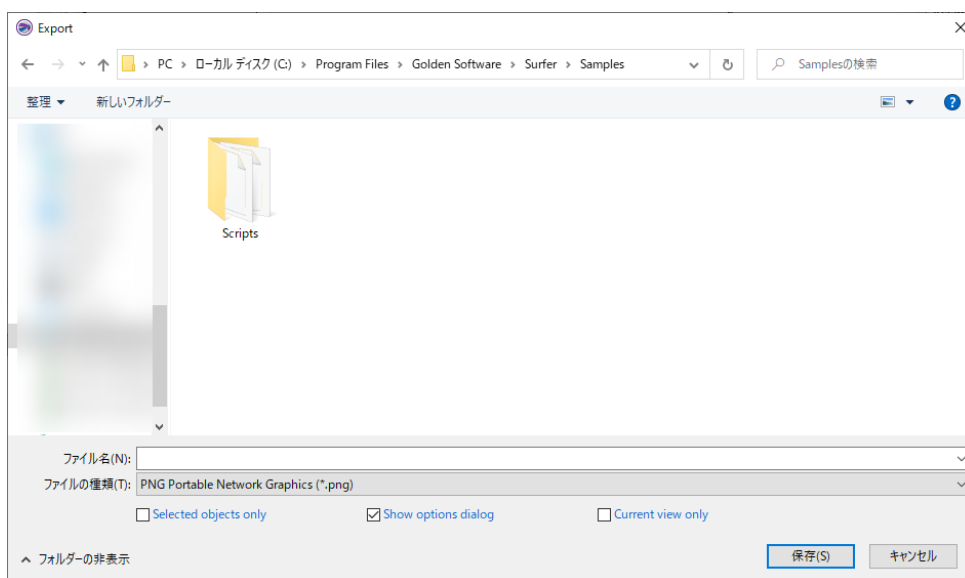 Export
PC › ローカル ディスク (C:) › Program Files › Golden Software › Surfer › Samples
Samplesの検索
整理
新しいフォルダー
Scripts
ファイル名(N):
ファイルの種類(T): PNG Portable Network Graphics (*.png)
Selected objects only
Show options dialog
Current view only
フォルダーの非表示
保存(S)
キャンセル